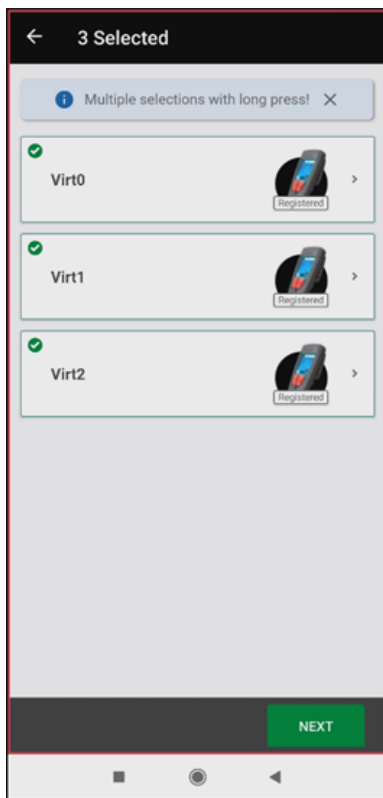 3 Selected
Multiple selections with long press!
Virt0
Registered
Virt1
Registered
Virt2
Registered
NEXT